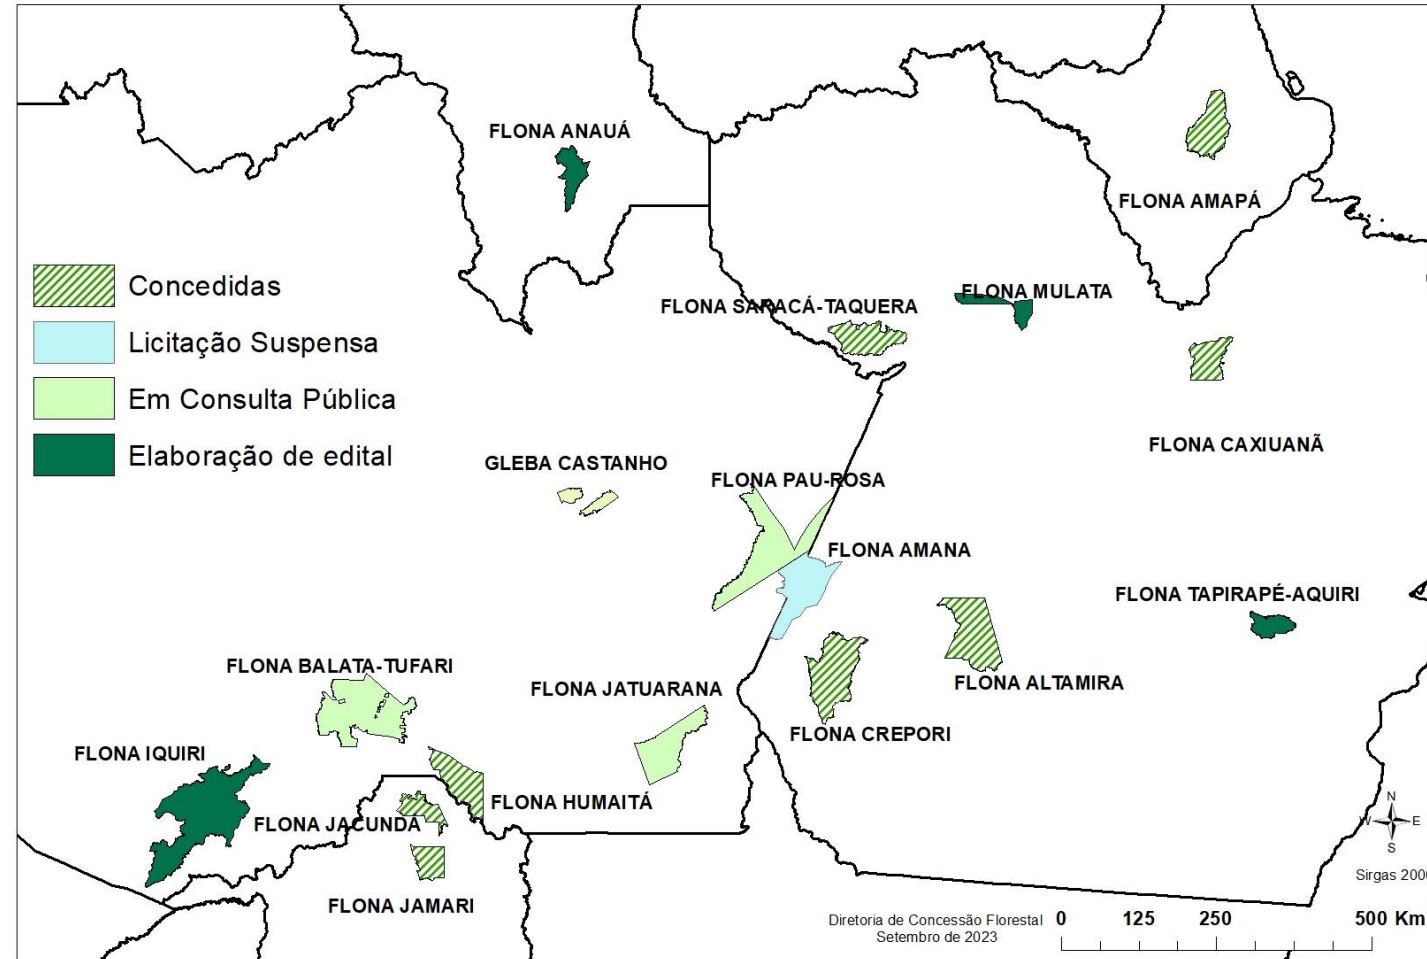 FLONA ANAUÁ
FLONA AMAPÁ
Concedidas
Licitação Suspensa
Em Consulta Pública
Elaboração de edital
FLONA SARACÁ-TAQUERA
FLONA MULATA
FLONA CAXIUANÃ
GLEBA CASTANHO
FLONA PAU-ROSA
FLONA AMANA
FLONA TAPIRAPÉ-AQUIRI
FLONA BALATA-TUFARI
FLONA JATUARANA
FLONA ALTAMIRA
FLONA CREPORI
FLONA IQUIRI
FLONA HUMAITÁ
FLONA JACUNDA
FLONA JAMARI
N
W E
S
Sirgas 2000
Diretoria de Concessão Florestal
Setembro de 2023
0 125 250 500 Km